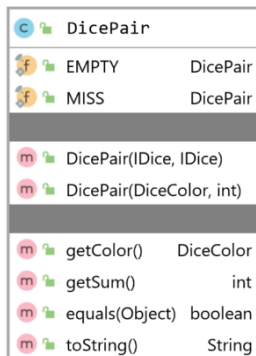 C DicePair
f EMPTY DicePair
f MISS DicePair
m DicePair(IDice, IDice)
m DicePair(DiceColor, int)
m getColor() DiceColor
m getSum() int
m equals(Object) boolean
m toString() String